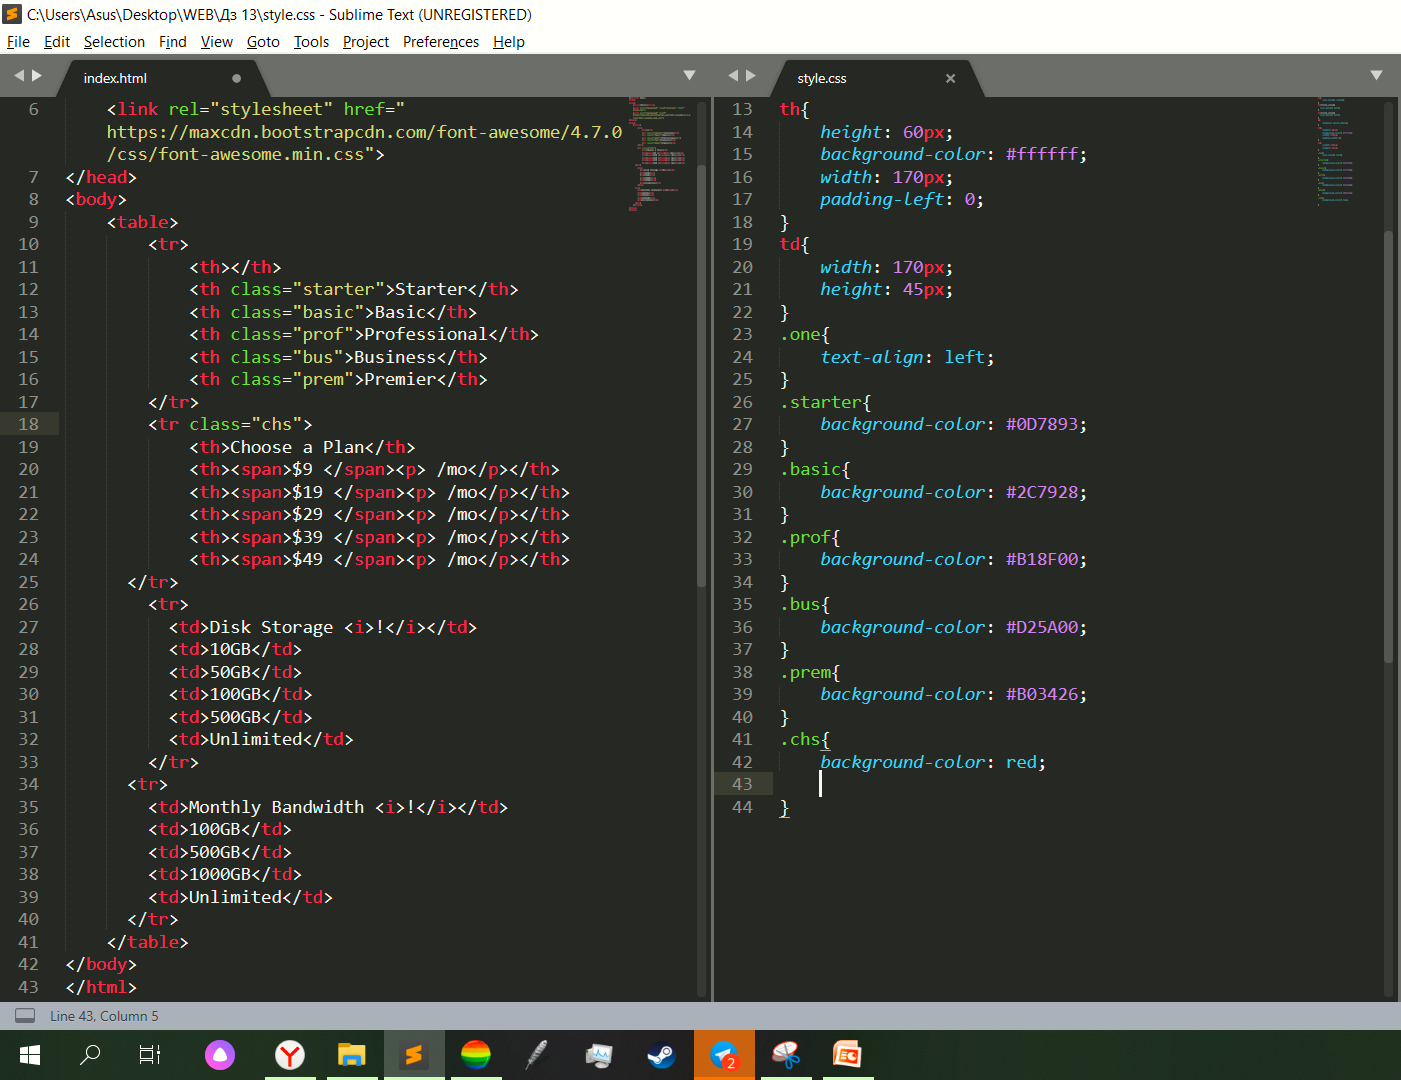 C:\Users\Asus\Desktop\WEB\Дз 13\style.css - Sublime Text (UNREGISTERED)
File Edit Selection Find View Goto Tools Project Preferences Help
index.html
6 <link rel="stylesheet" href="
https://maxcdn.bootstrapcdn.com/font-awesome/4.7.0
/css/font-awesome.min.css">
7 </head>
8 <body>
9 <table>
10 <tr>
11 <th></th>
12 <th class="starter">Starter</th>
13 <th class="basic">Basic</th>
14 <th class="prof">Professional</th>
15 <th class="bus">Business</th>
16 <th class="prem">Premier</th>
17 </tr>
18 <tr class="chs">
19 <th>Choose a Plan</th>
20 <th><span>$9 </span><p> /mo</p></th>
21 <th><span>$19 </span><p> /mo</p></th>
22 <th><span>$29 </span><p> /mo</p></th>
23 <th><span>$39 </span><p> /mo</p></th>
24 <th><span>$49 </span><p> /mo</p></th>
25 </tr>
26 <tr>
27 <td>Disk Storage <i>!</i></td>
28 <td>10GB</td>
29 <td>50GB</td>
30 <td>100GB</td>
31 <td>500GB</td>
32 <td>Unlimited</td>
33 </tr>
34 <tr>
35 <td>Monthly Bandwidth <i>!</i></td>
36 <td>100GB</td>
37 <td>500GB</td>
38 <td>1000GB</td>
39 <td>Unlimited</td>
40 </tr>
41 </table>
42 </body>
43 </html>
style.css
13 th{
14 height: 60px;
15 background-color: #ffffff;
16 width: 170px;
17 padding-left: 0;
18 }
19 td{
20 width: 170px;
21 height: 45px;
22 }
23 .one{
24 text-align: left;
25 }
26 .starter{
27 background-color: #0D7893;
28 }
29 .basic{
30 background-color: #2C7928;
31 }
32 .prof{
33 background-color: #B18F00;
34 }
35 .bus{
36 background-color: #D25A00;
37 }
38 .prem{
39 background-color: #B03426;
40 }
41 .chs{
42 background-color: red;
43
44 }
Line 43, Column 5
2